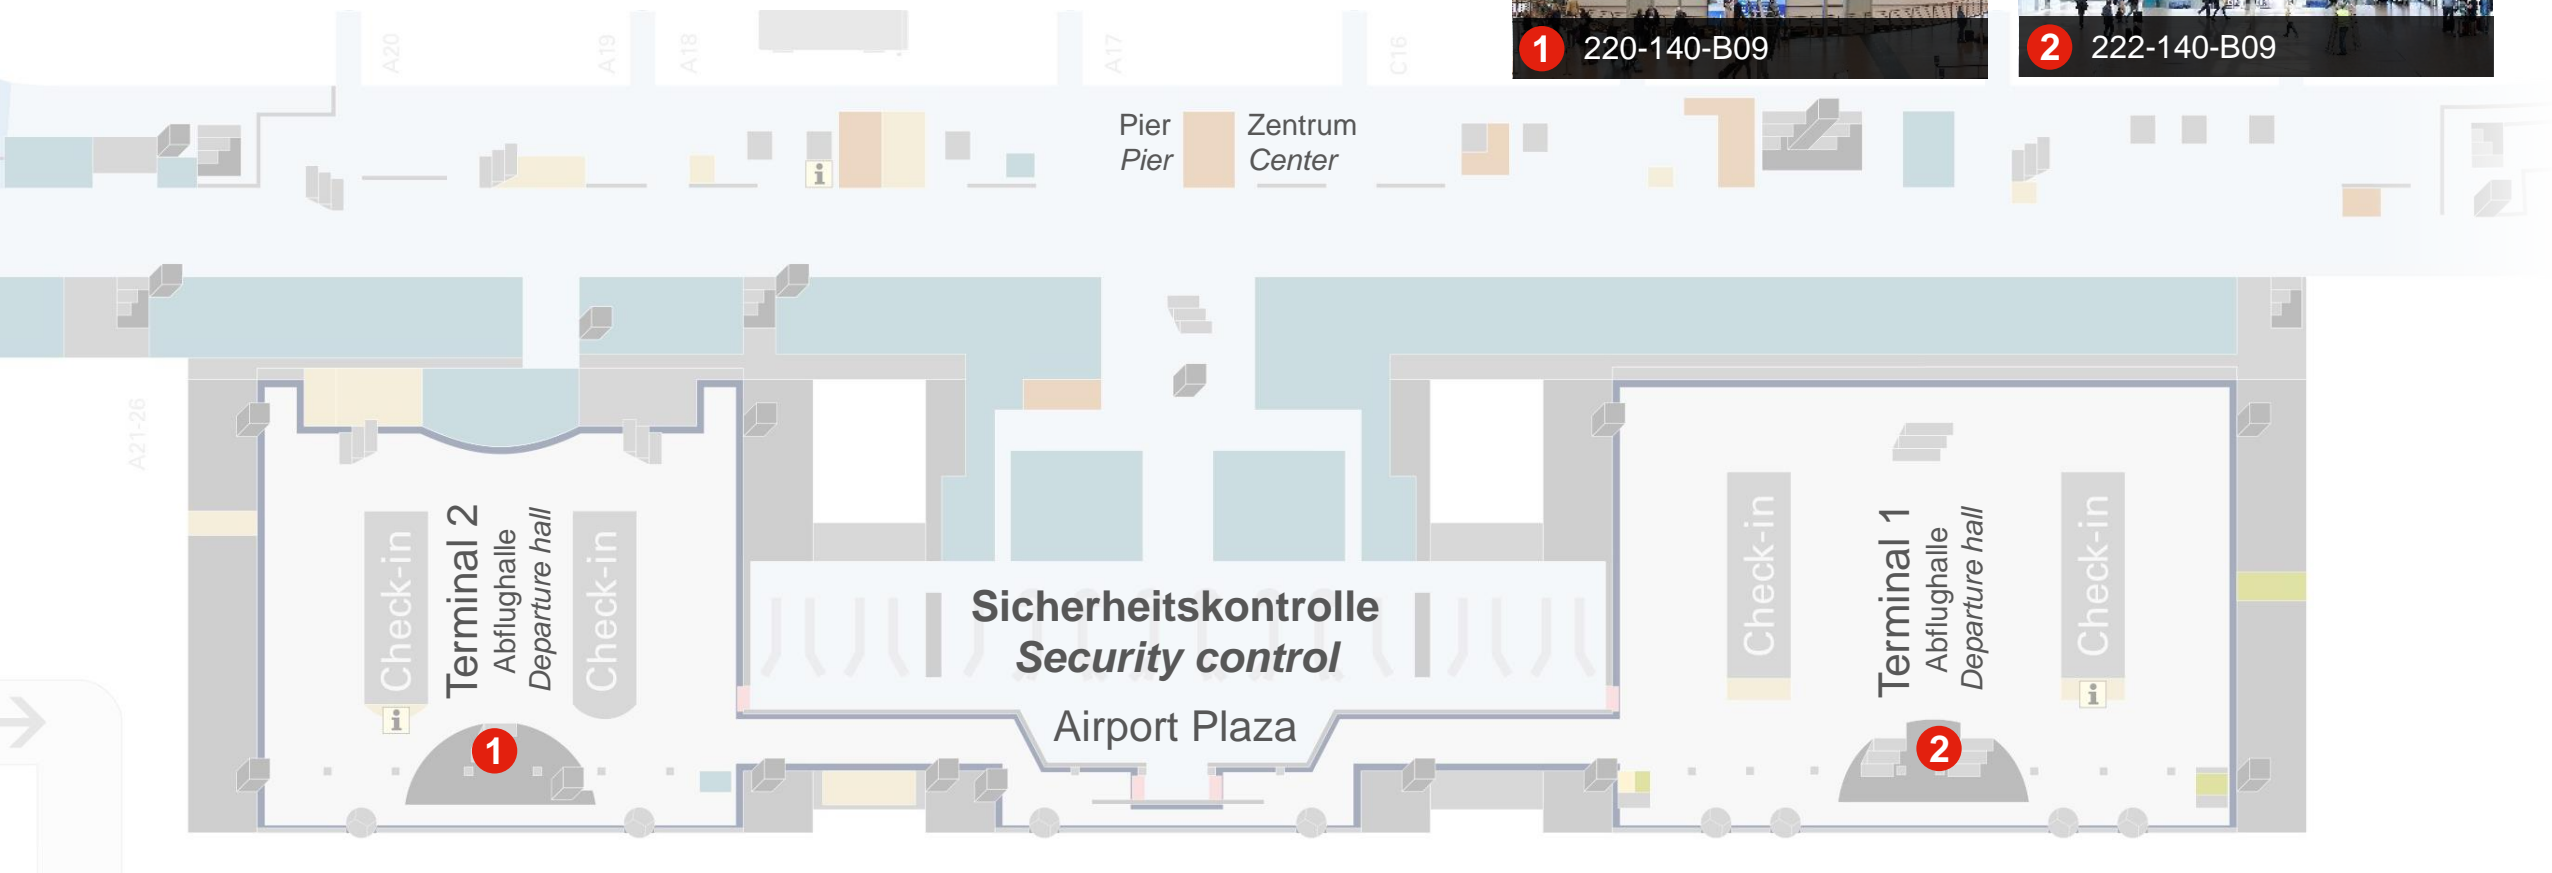 A20
A19
A18
A17
C16
1 220-140-B09
2 222-140-B09
Pier
Pier
Zentrum
Center
i
A21-26
Check-in
Terminal 2
Abflughalle
Departure hall
Check-in
i
1
Sicherheitskontrolle
Security control
Airport Plaza
Check-in
Terminal 1
Abflughalle
Departure hall
Check-in
i
2